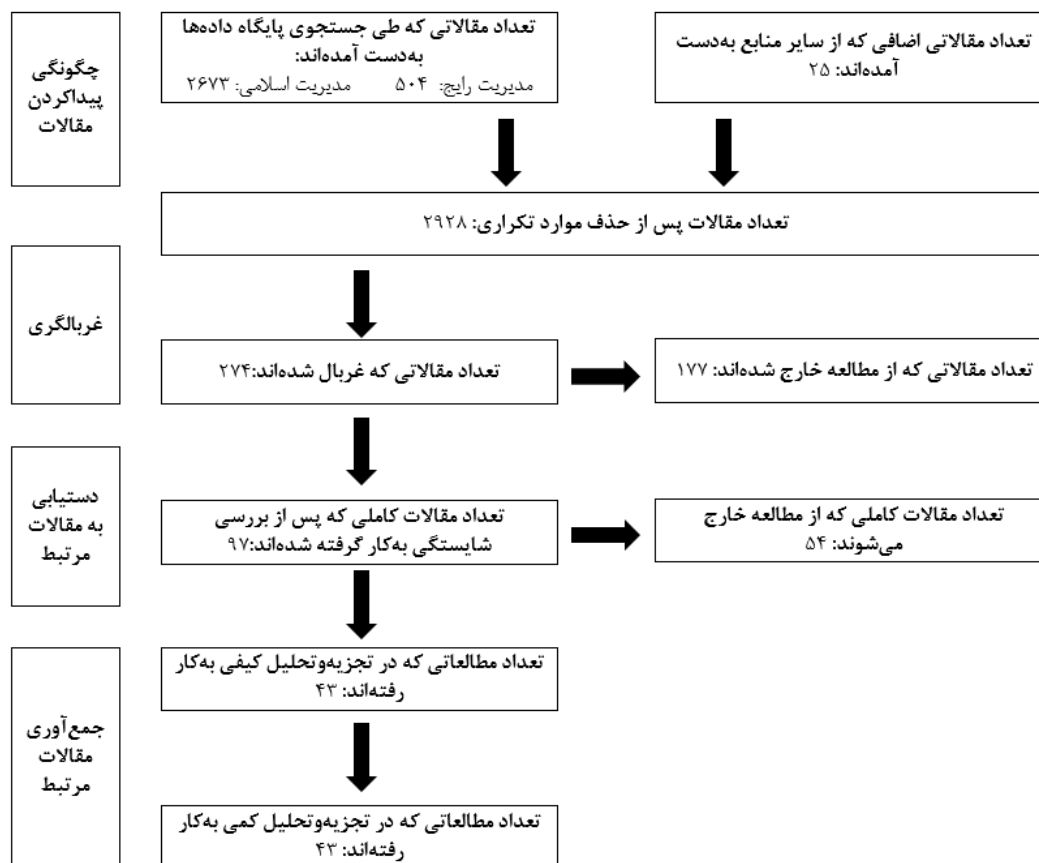 تعداد مقالاتی اضافی که از سایر منابع به‌دست
آمده‌اند: ۲۵
تعداد مقالاتی که طی جستجوی پایگاه داده‌ها
به‌دست آمده‌اند:
مدیریت رایج: ۵۰۴ مدیریت اسلامی: ۲۶۷۳
چگونگی
پیداکردن
مقالات
تعداد مقالات پس از حذف موارد تکراری: ۲۹۲۸
غربالگری
تعداد مقالاتی که از مطالعه خارج شده‌اند: ۱۷۷
تعداد مقالاتی که غربال شده‌اند:۲۷۴
دستیابی
به مقالات
مرتبط
تعداد مقالات کاملی که از مطالعه خارج
می‌شوند: ۵۴
تعداد مقالات کاملی که پس از بررسی
شایستگی به‌کار گرفته شده‌اند:۹۷
تعداد مطالعاتی که در تجزیه‌وتحلیل کیفی به‌کار
رفته‌اند: ۴۳
جمع‌آوری
مقالات
مرتبط
تعداد مطالعاتی که در تجزیه‌وتحلیل کمی به‌کار
رفته‌اند: ۴۳